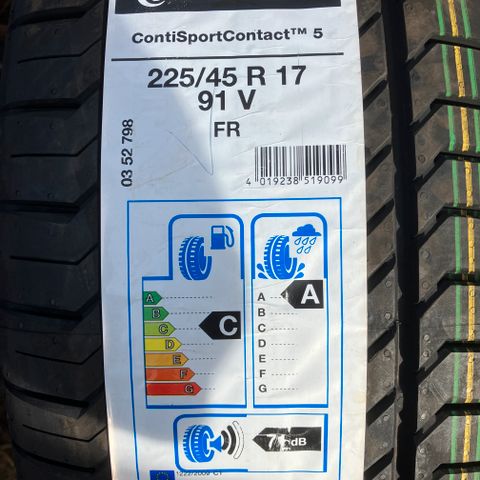 ContiSportContact™ 5
225/45 R 17
91 V
FR
03 52 798
4 019238 519099
A
B
C
D
E
F
G
C
A
B
C
D
E
F
G
A
dB